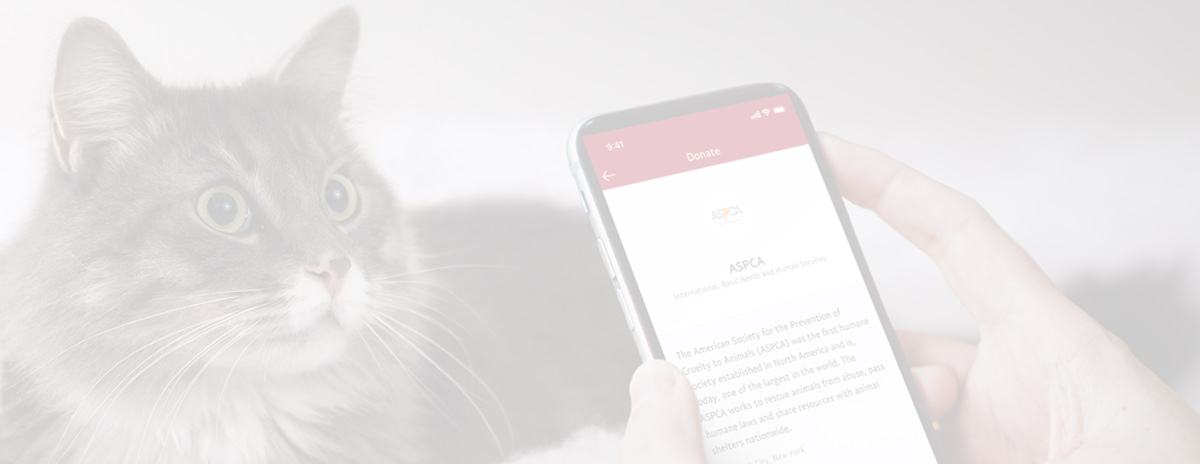 9:41
Donate
ASPCA
ASPCA
International, Basic Needs and Human Services
The American Society for the Prevention of
Cruelty to Animals (ASPCA) was the first humane
ociety established in North America and is,
oday, one of the largest in the world. The
ASPCA works to rescue animals from abuse, pass
humane laws and share resources with animal
shelters nationwide.
City, New York